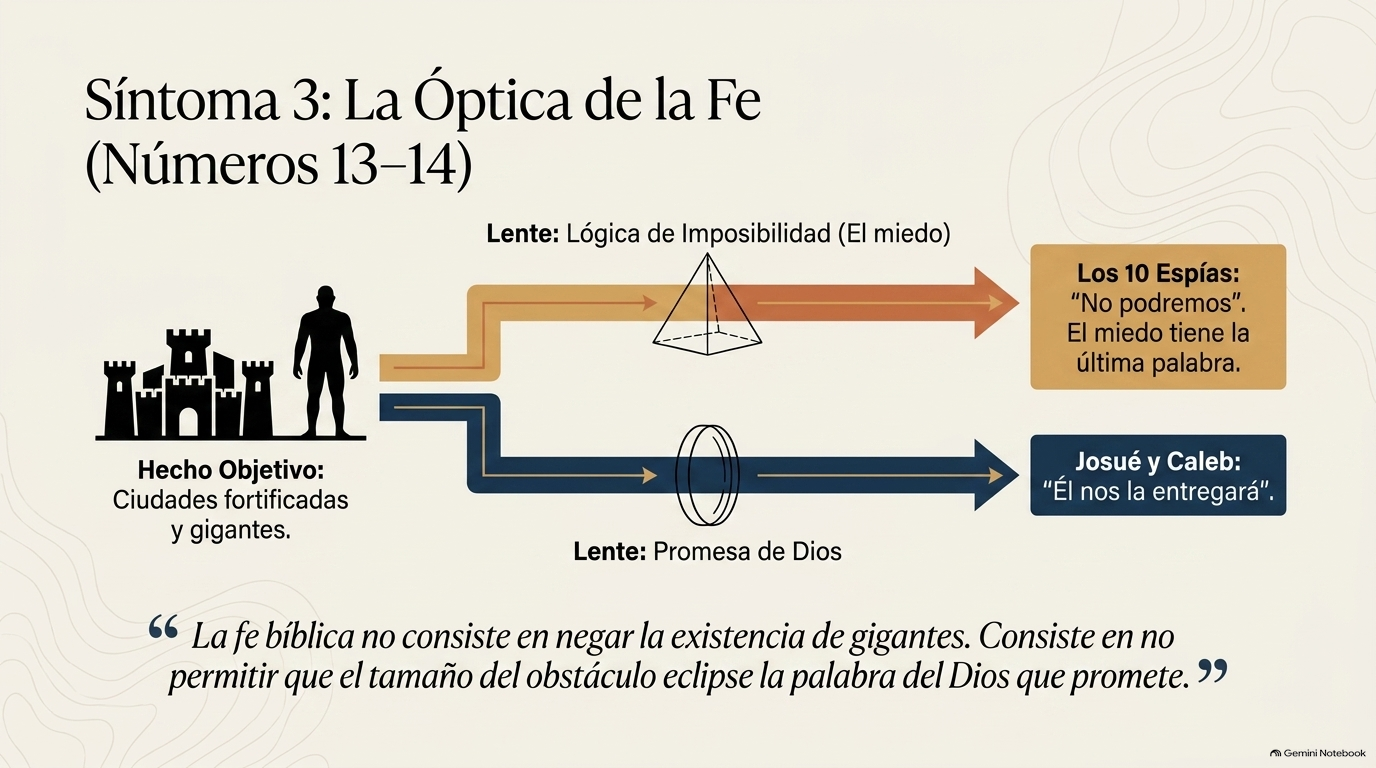 Síntoma 3: La Óptica de la Fe
(Números 13–14)
Lente: Lógica de Imposibilidad (El miedo)
Los 10 Espías:
“No podremos”.
El miedo tiene la
última palabra.
Hecho Objetivo:
Ciudades fortificadas
y gigantes.
Josué y Caleb:
“Él nos la entregará”.
Lente: Promesa de Dios
“La fe bíblica no consiste en negar la existencia de gigantes. Consiste en no
permitir que el tamaño del obstáculo eclipse la palabra del Dios que promete.”
Gemini Notebook